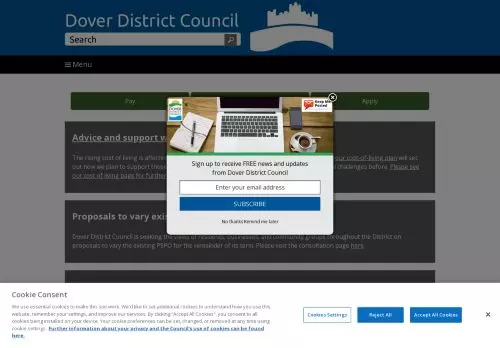 Dover District Council
Search
Menu
Pay
Apply
Keep Me
Posted
DOVER
Advice and support w
The rising cost of living is affecti
our cost-of-living plan will set
out how we plan to support those
challenges before. Please see
our cost of living page for further
Sign up to receive FREE news and updates
from Dover District Council
Enter your email address
SUBSCRIBE
No thanks Remind me later
Proposals to vary exis
Dover District Council is seeking the views of residents, businesses, and community groups throughout the District on
proposals to vary the existing PSPO for the remainder of its term. Please visit the consultation page here.
Cookie Consent
We use essential cookies to make this site work. We'd like to set additional cookies to understand how you use this
website, remember your settings, and improve our services. By clicking "Accept All Cookies", you consent to all
cookies being installed on your device. Your cookie preferences can be set, changed, or removed at any time using
cookie settings. Further information about your privacy and the Council's use of cookies can be found
here.
Cookies Settings
Reject All
Accept All Cookies